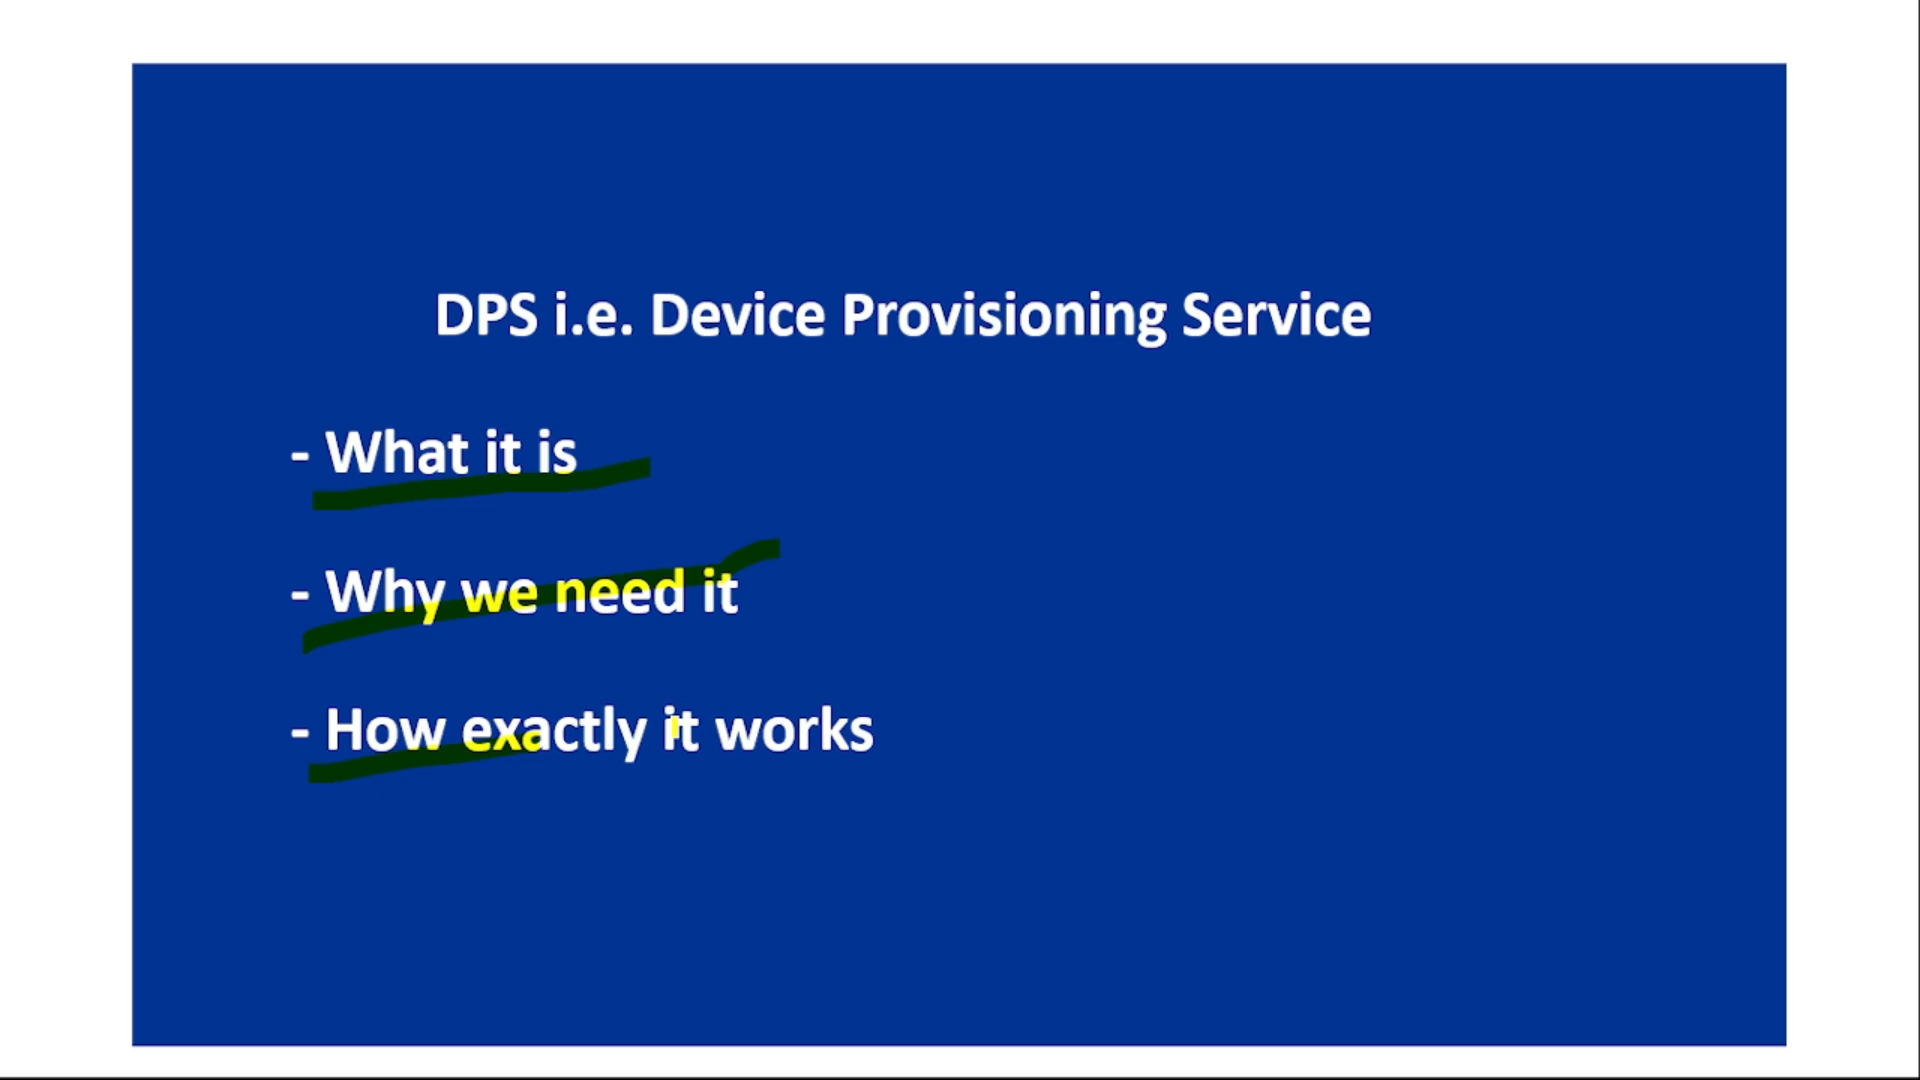 DPS i.e. Device Provisioning Service
- What it is
- Why we need it
- How exactly it works